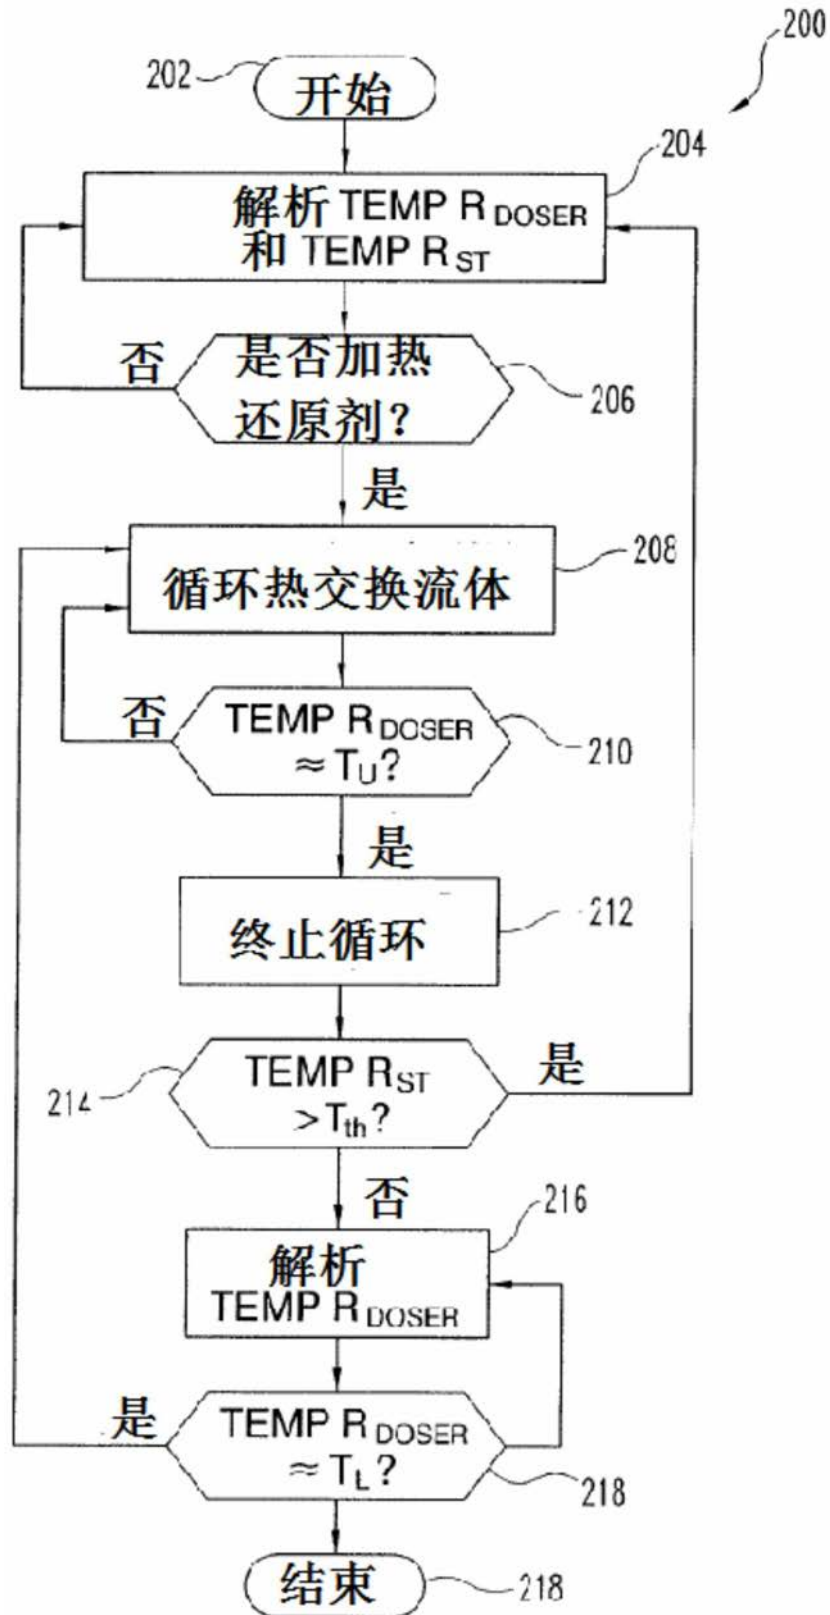 200
202
开始
204
解析 TEMP R DOSER
和 TEMP R ST
否
是否加热
还原剂？
206
是
208
循环热交换流体
否
TEMP R DOSER
≈ TU?
210
是
212
终止循环
TEMP R ST
>Tth?
是
214
否
216
解析
TEMP R DOSER
是
TEMP R DOSER
≈ TL?
218
结束
218